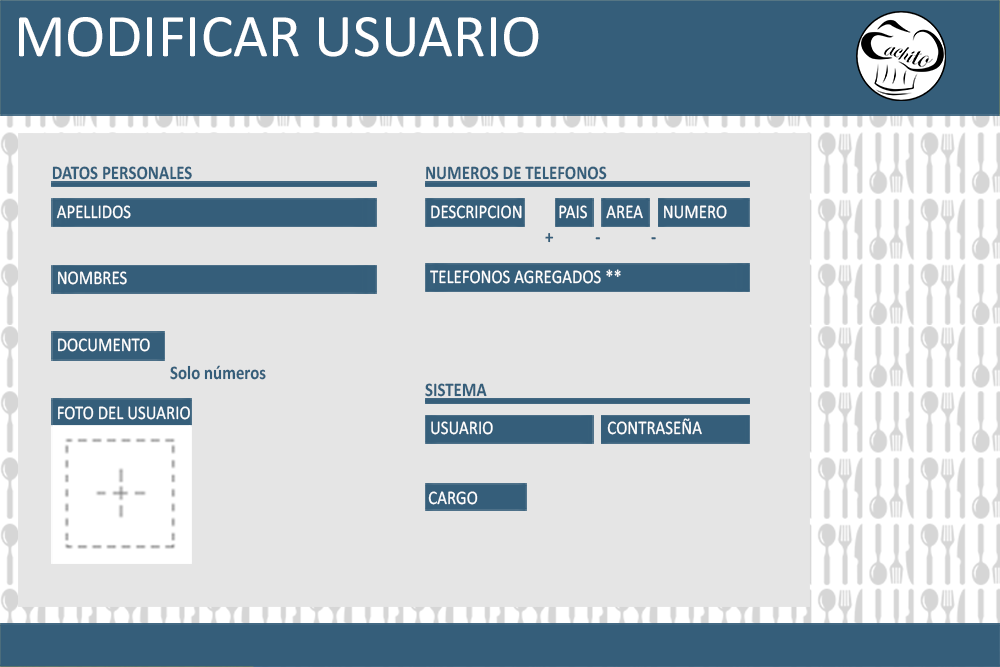 MODIFICAR USUARIO
Cachito
DATOS PERSONALES
APELLIDOS
NOMBRES
DOCUMENTO
Solo números
FOTO DEL USUARIO
NUMEROS DE TELEFONOS
DESCRIPCION PAIS AREA NUMERO
+ - -
TELEFONOS AGREGADOS **
SISTEMA
USUARIO CONTRASEÑA
CARGO